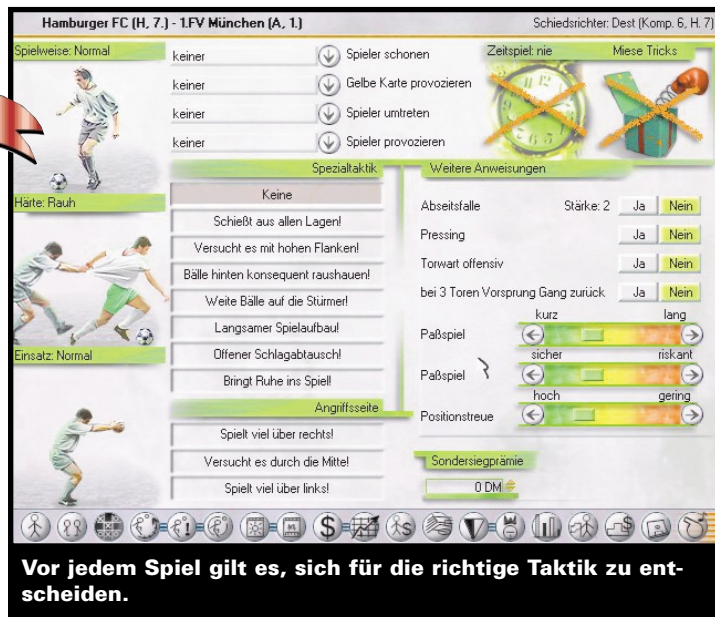 Hamburger FC (H, 7.) - 1.FV München (A, 1.)
Schiedsrichter: Dest (Komp. 6, H. 7)
Spielweise: Normal
keiner
Spieler schonen
keiner
Gelbe Karte provozieren
keiner
Spieler umtreten
keiner
Spieler provozieren
Zeitspiel: nie
Miese Tricks
Härte: Rauh
Einsatz: Normal
Spezialtaktik
Keine
Schießt aus allen Lagen!
Versucht es mit hohen Flanken!
Bälle hinten konsequent raushauen!
Weite Bälle auf die Stürmer!
Langsamer Spielaufbau!
Offener Schlagabtausch!
Bringt Ruhe ins Spiel!
Angriffsseite
Spielt viel über rechts!
Versucht es durch die Mitte!
Spielt viel über links!
Weitere Anweisungen
Abseitsfalle Stärke: 2 Ja Nein
Pressing Ja Nein
Torwart offensiv Ja Nein
bei 3 Toren Vorsprung Gang zurück Ja Nein
kurz lang
Paßspiel
sicher riskant
Paßspiel
hoch gering
Positionstreue
Sondersiegprämie
0 DM
Vor jedem Spiel gilt es, sich für die richtige Taktik zu ent-
scheiden.